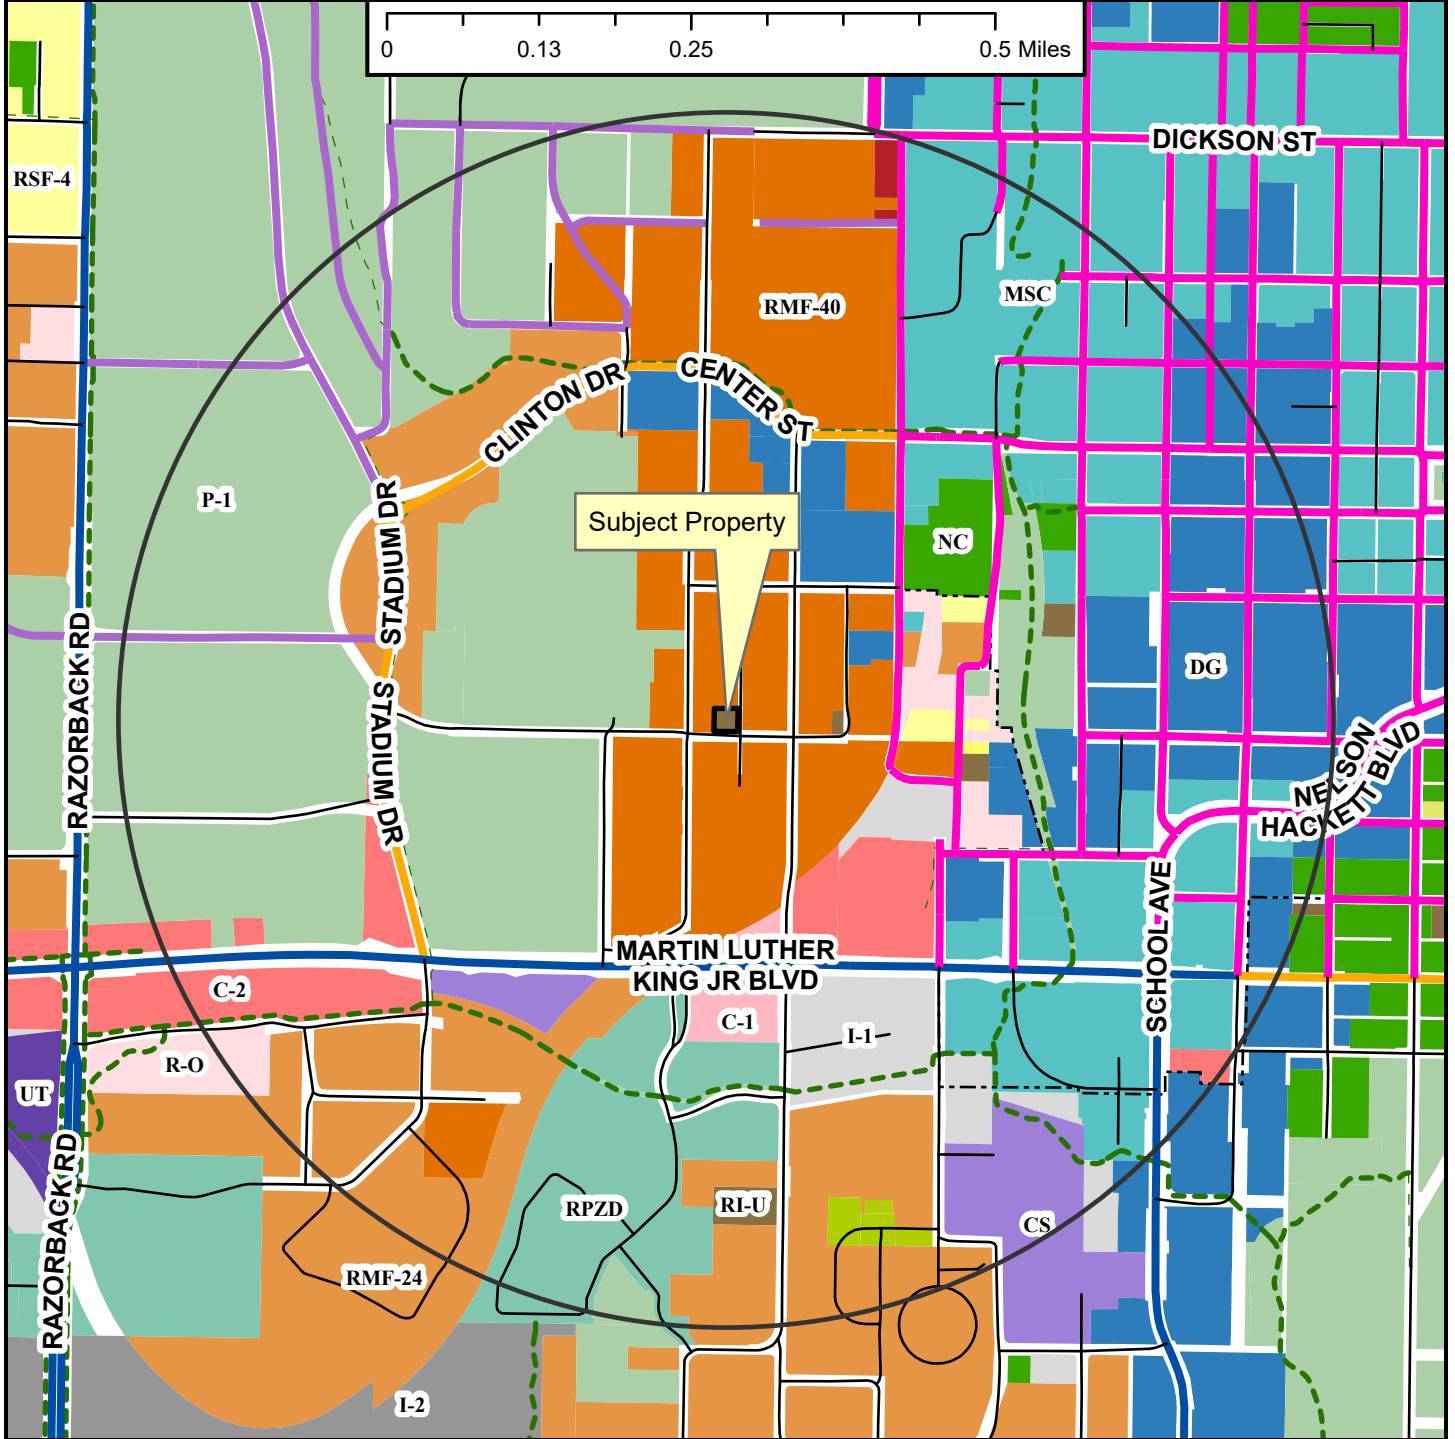 0 0.13 0.25 0.5 Miles
DICKSON ST
RSF-4
MSC
RMF-40
CLINTON DR
CENTER ST
P-1
STADIUM DR
Subject Property
NC
RAZORBACK RD
DG
STADIUM DR
NELSON
HACKETT BLVD
SCHOOL AVE
MARTIN LUTHER
KING JR BLVD
C-2
C-1
I-1
R-O
UT
RAZORBACK RD
RPZD
RI-U
CS
RMF-24
I-2